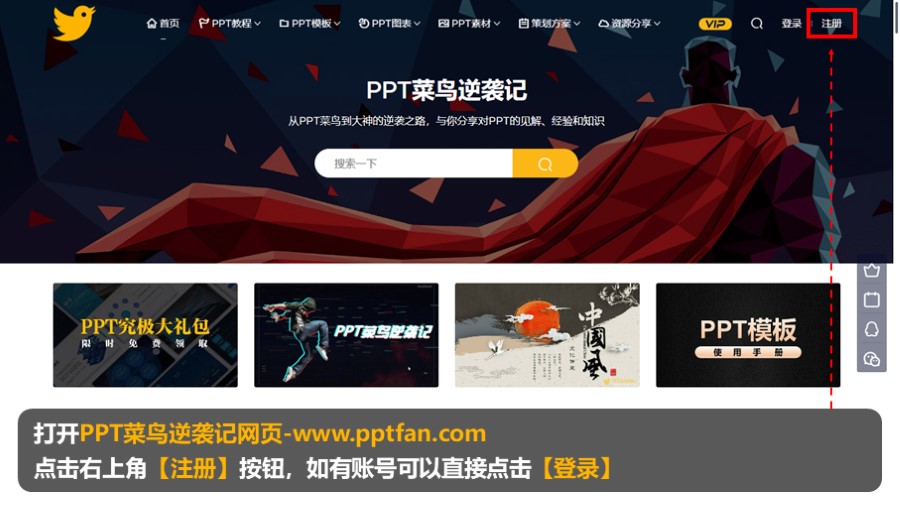 首页 PPT教程 PPT模板 PPT图表 PPT素材 策划方案 资源分享 VIP 登录 注册
PPT菜鸟逆袭记
从PPT菜鸟到大神的逆袭之路，与你分享对PPT的见解、经验和知识
搜索一下
PPT究极大礼包
限时免费领取
PPT菜鸟逆袭记
中国风
PPT模板
使用手册
打开PPT菜鸟逆袭记网页-www.pptfan.com
点击右上角【注册】按钮，如有账号可以直接点击【登录】